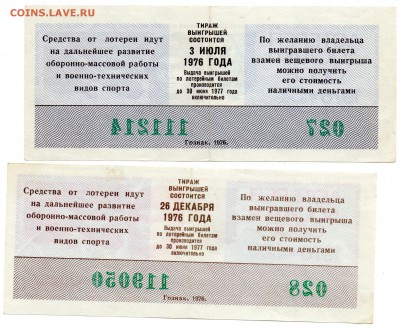 COINS.LAVE.RU
Средства от лотереи идут
на дальнейшее развитие
оборонно-массовой работы
и военно-технических
видов спорта
111214
ТИРАЖ
ВЫИГРЫШЕЙ
СОСТОИТСЯ
3 ИЮЛЯ
1976 ГОДА
Выдача выигрышей
по лотерейным билетам
производится
до 30 июня 1977 года
включительно
По желанию владельца
выигравшего билета
взамен вещевого выигрыша
можно получить
его стоимость
наличными деньгами
027
Гознак. 1976.
Средства от лотереи идут
на дальнейшее развитие
оборонно-массовой работы
и военно-технических
видов спорта
119050
ТИРАЖ
ВЫИГРЫШЕЙ
СОСТОИТСЯ
26 ДЕКАБРЯ
1976 ГОДА
Выдача выигрышей
по лотерейным билетам
производится
до 30 июня 1977 года
включительно
По желанию владельца
выигравшего билета
взамен вещевого выигрыша
можно получить
его стоимость
наличными деньгами
028
Гознак. 1976.